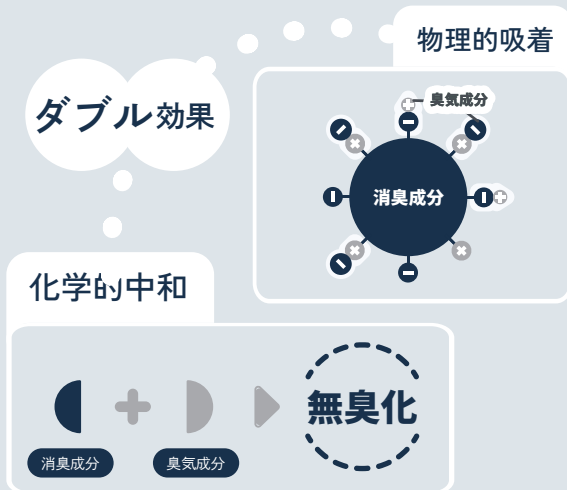 物理的吸着
ダブル効果
臭気成分
消臭成分
化学的中和
無臭化
消臭成分
臭気成分